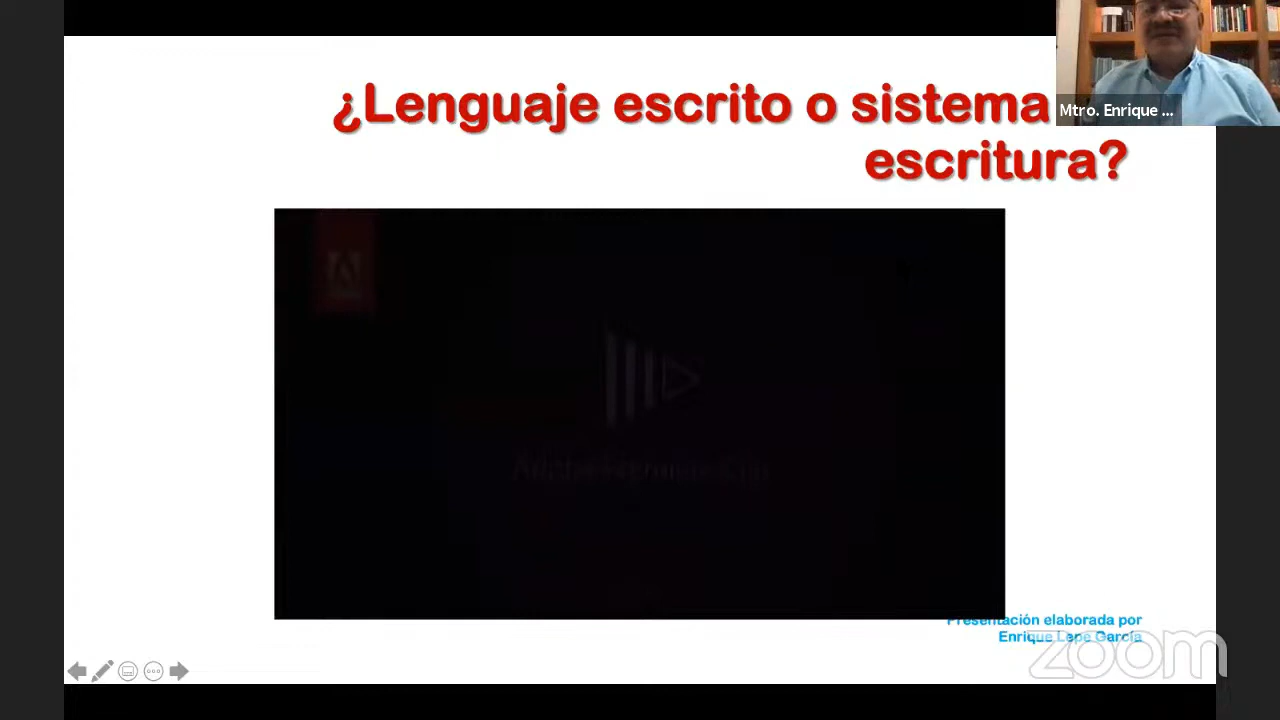 ¿Lenguaje escrito o sistema
escritura?
Mtro. Enrique ...
Presentación elaborada por
Enrique Lepe García
zoom